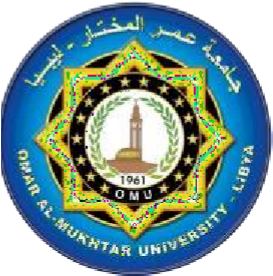 جامعة عمر المختار - ليبيا
1961
OMU
OMAR AL-MUKHTAR UNIVERSITY - LIBYA